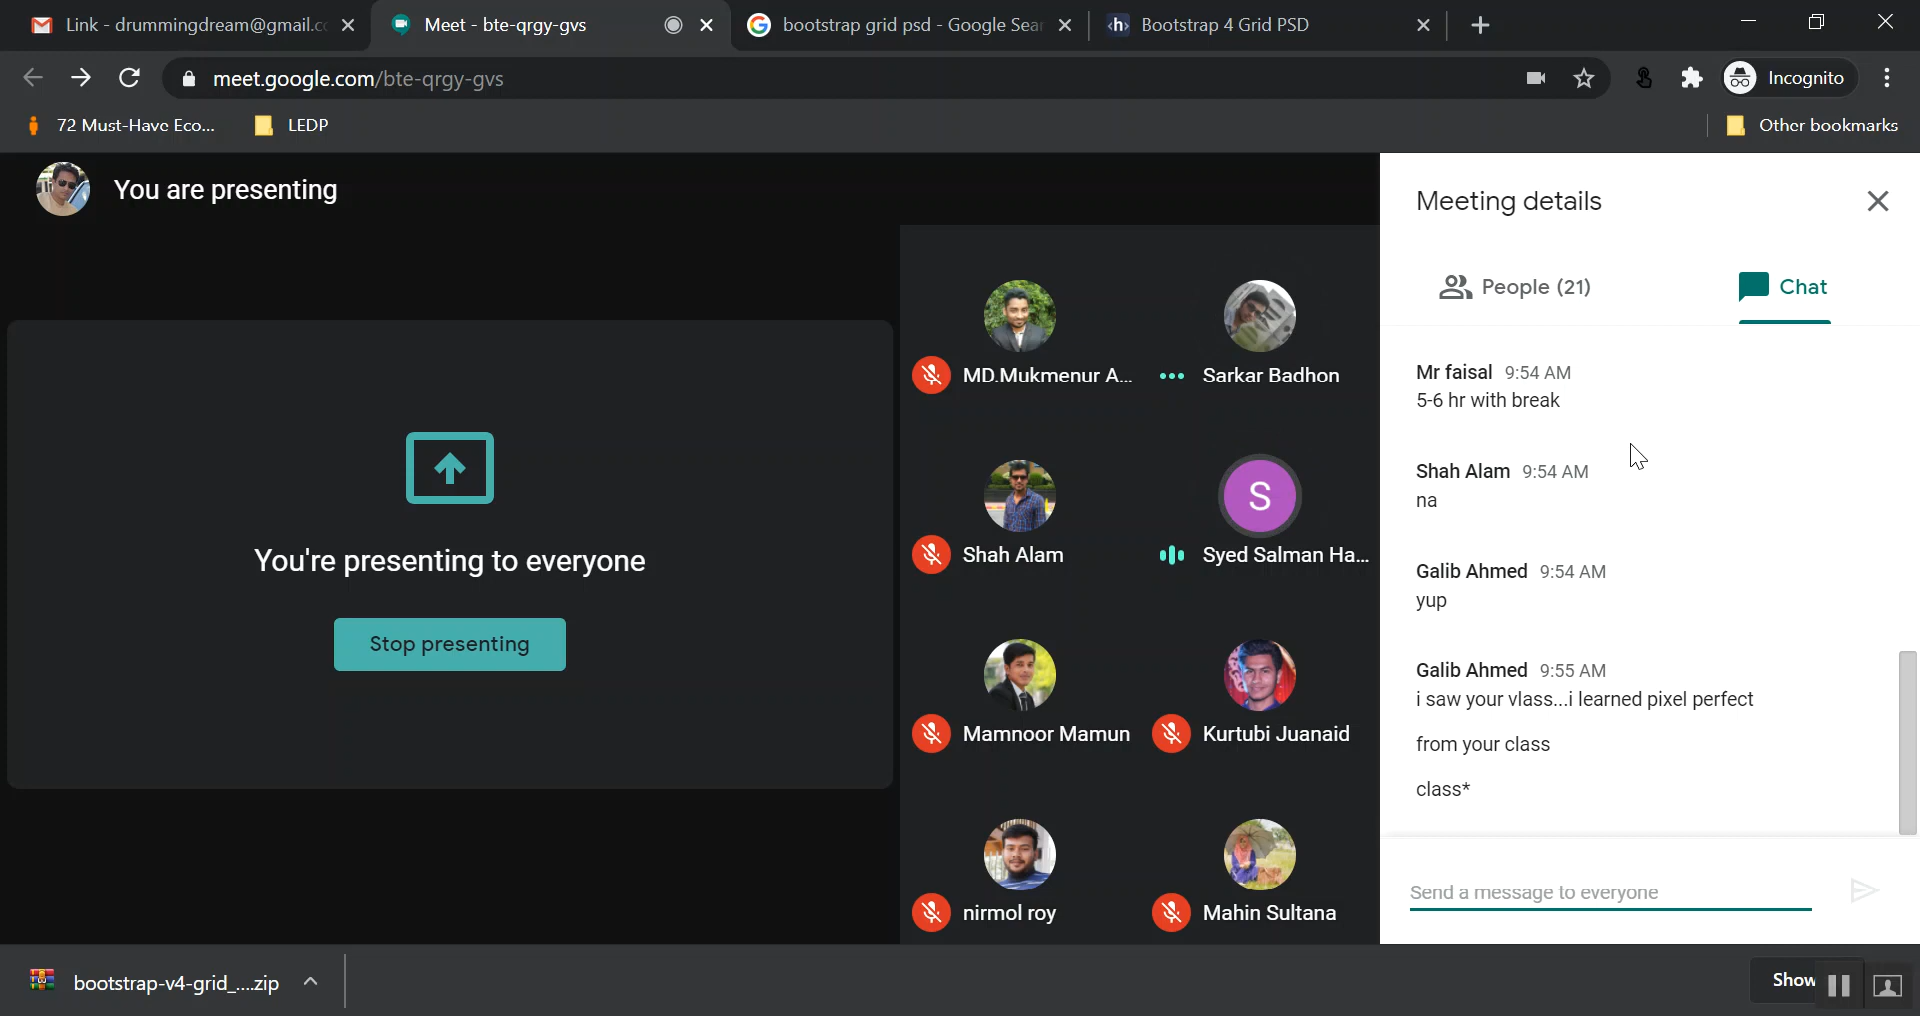 Link - drummingdream@gmail.c
Meet - bte-qrgy-gvs
bootstrap grid psd - Google Sear
Bootstrap 4 Grid PSD
meet.google.com/bte-qrgy-gvs
Incognito
72 Must-Have Eco...
LEDP
Other bookmarks
You are presenting
You're presenting to everyone
Stop presenting
MD.Mukmenur A...
Sarkar Badhon
Shah Alam
S
Syed Salman Ha...
Mamnoor Mamun
Kurtubi Juanaid
nirmol roy
Mahin Sultana
Meeting details
People (21)
Chat
Mr faisal 9:54 AM
5-6 hr with break
Shah Alam 9:54 AM
na
Galib Ahmed 9:54 AM
yup
Galib Ahmed 9:55 AM
i saw your vlass...i learned pixel perfect
from your class
class*
Send a message to everyone
bootstrap-v4-grid_....zip
Show